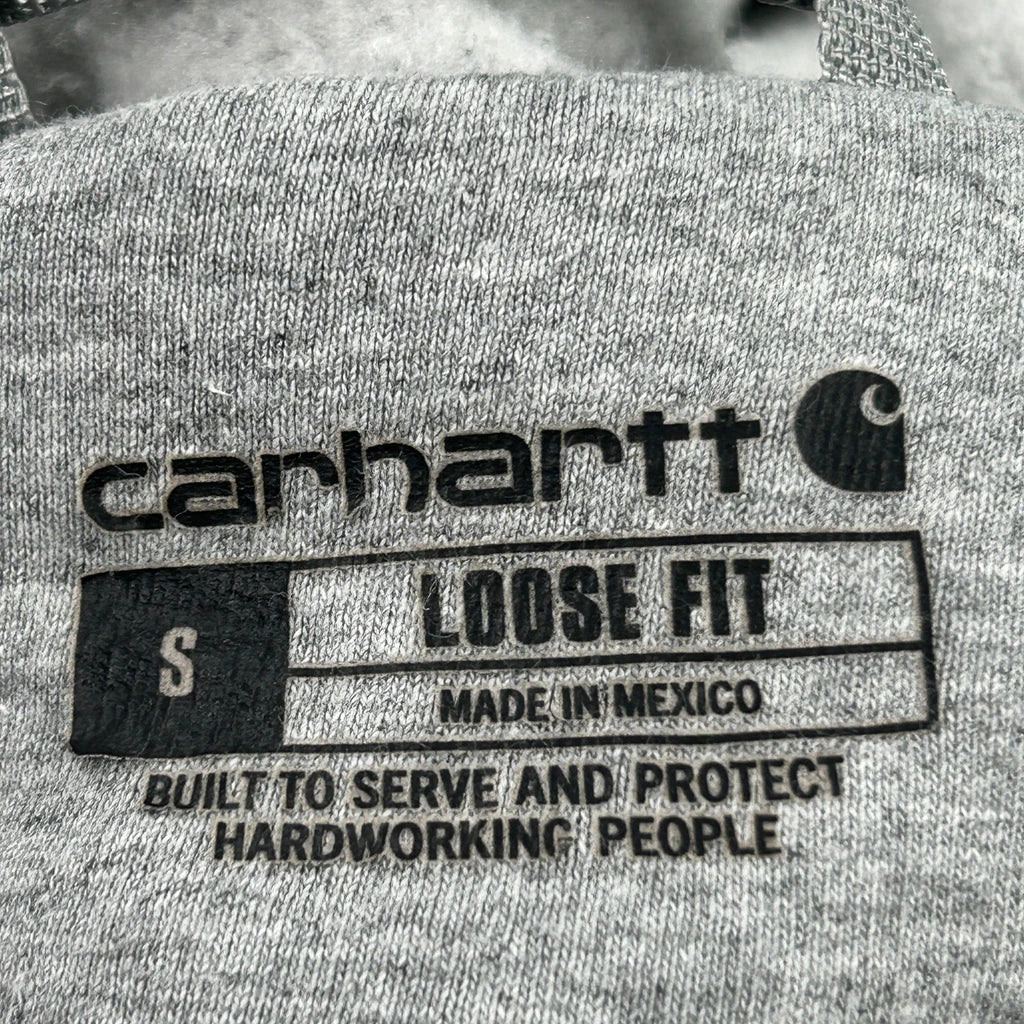 carhartt
S
LOOSE FIT
MADE IN MEXICO
BUILT TO SERVE AND PROTECT
HARDWORKING PEOPLE